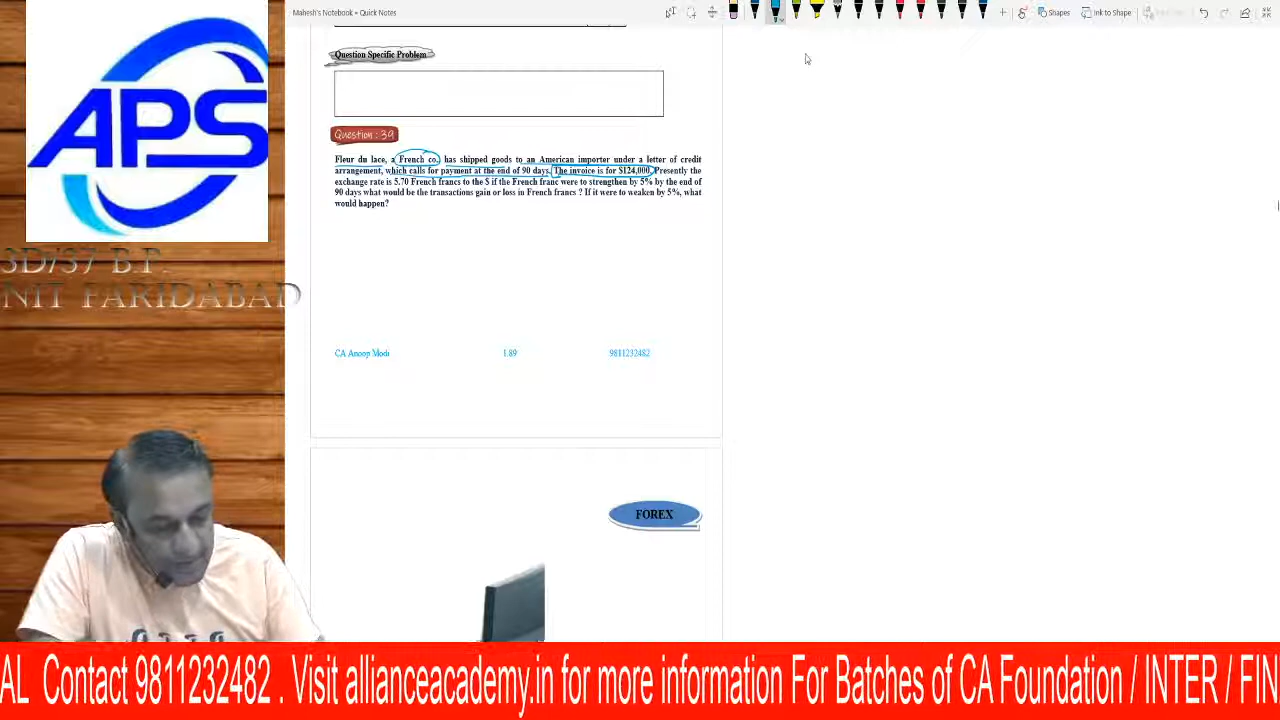 Mahesh's Notebook » Quick Notes
Shapes
Ink to Shape
APS
3D/37 B.P.
NIT FARIDABAD
Question Specific Problem
Question : 39
Fleur du lace, a French co. has shipped goods to an American importer under a letter of credit
arrangement, which calls for payment at the end of 90 days. The invoice is for $124,000. Presently the
exchange rate is 5.70 French francs to the $ if the French franc were to strengthen by 5% by the end of
90 days what would be the transactions gain or loss in French francs ? If it were to weaken by 5%, what
would happen?
CA Anoop Modi
1.89
9811232482
FOREX
AL Contact 9811232482 . Visit allianceacademy.in for more information For Batches of CA Foundation / INTER / FIN